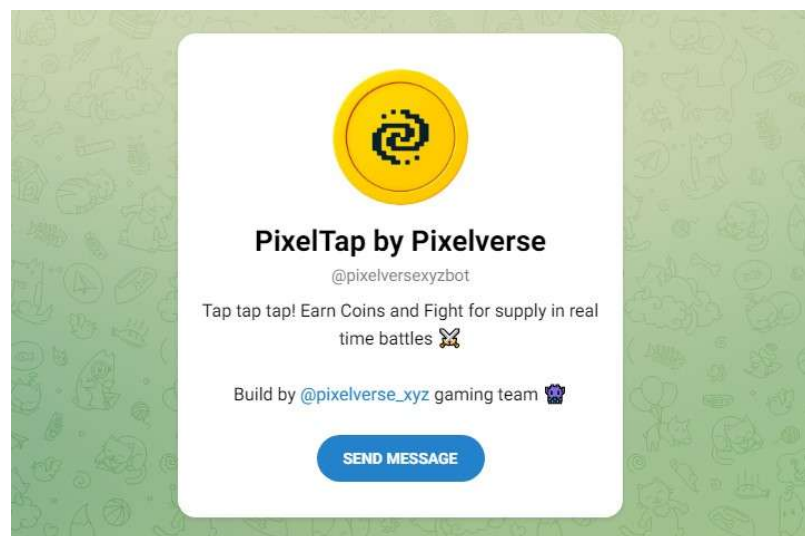 PixelTap by Pixelverse
@pixelversexyzbot
Tap tap tap! Earn Coins and Fight for supply in real
time battles ⚔️
Build by @pixelverse_xyz gaming team 👾
SEND MESSAGE